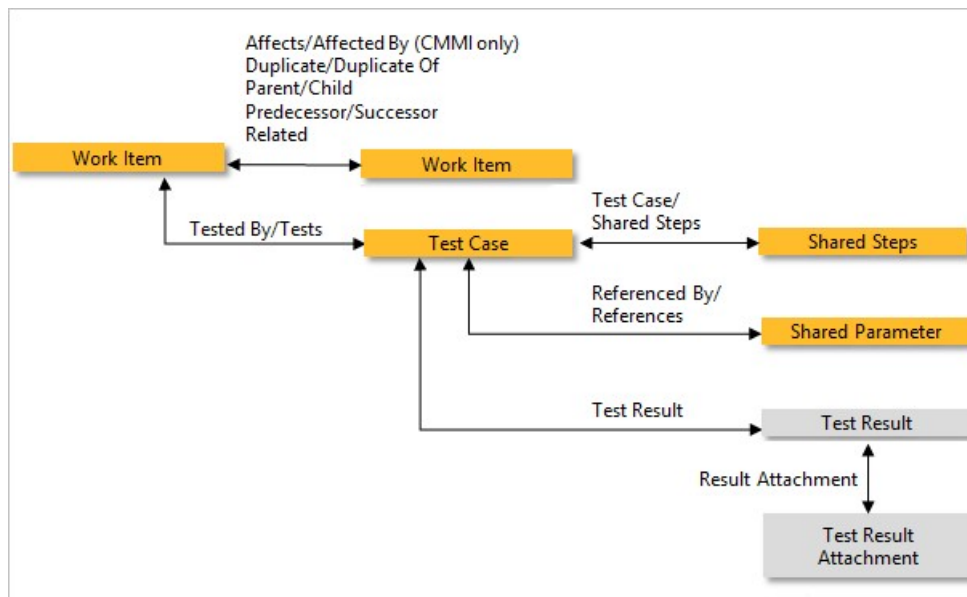 Affects/Affected By (CMMI only)
Duplicate/Duplicate Of
Parent/Child
Predecessor/Successor
Related
Work Item
Work Item
Tested By/Tests
Test Case
Test Case/
Shared Steps
Shared Steps
Referenced By/
References
Shared Parameter
Test Result
Test Result
Result Attachment
Test Result
Attachment